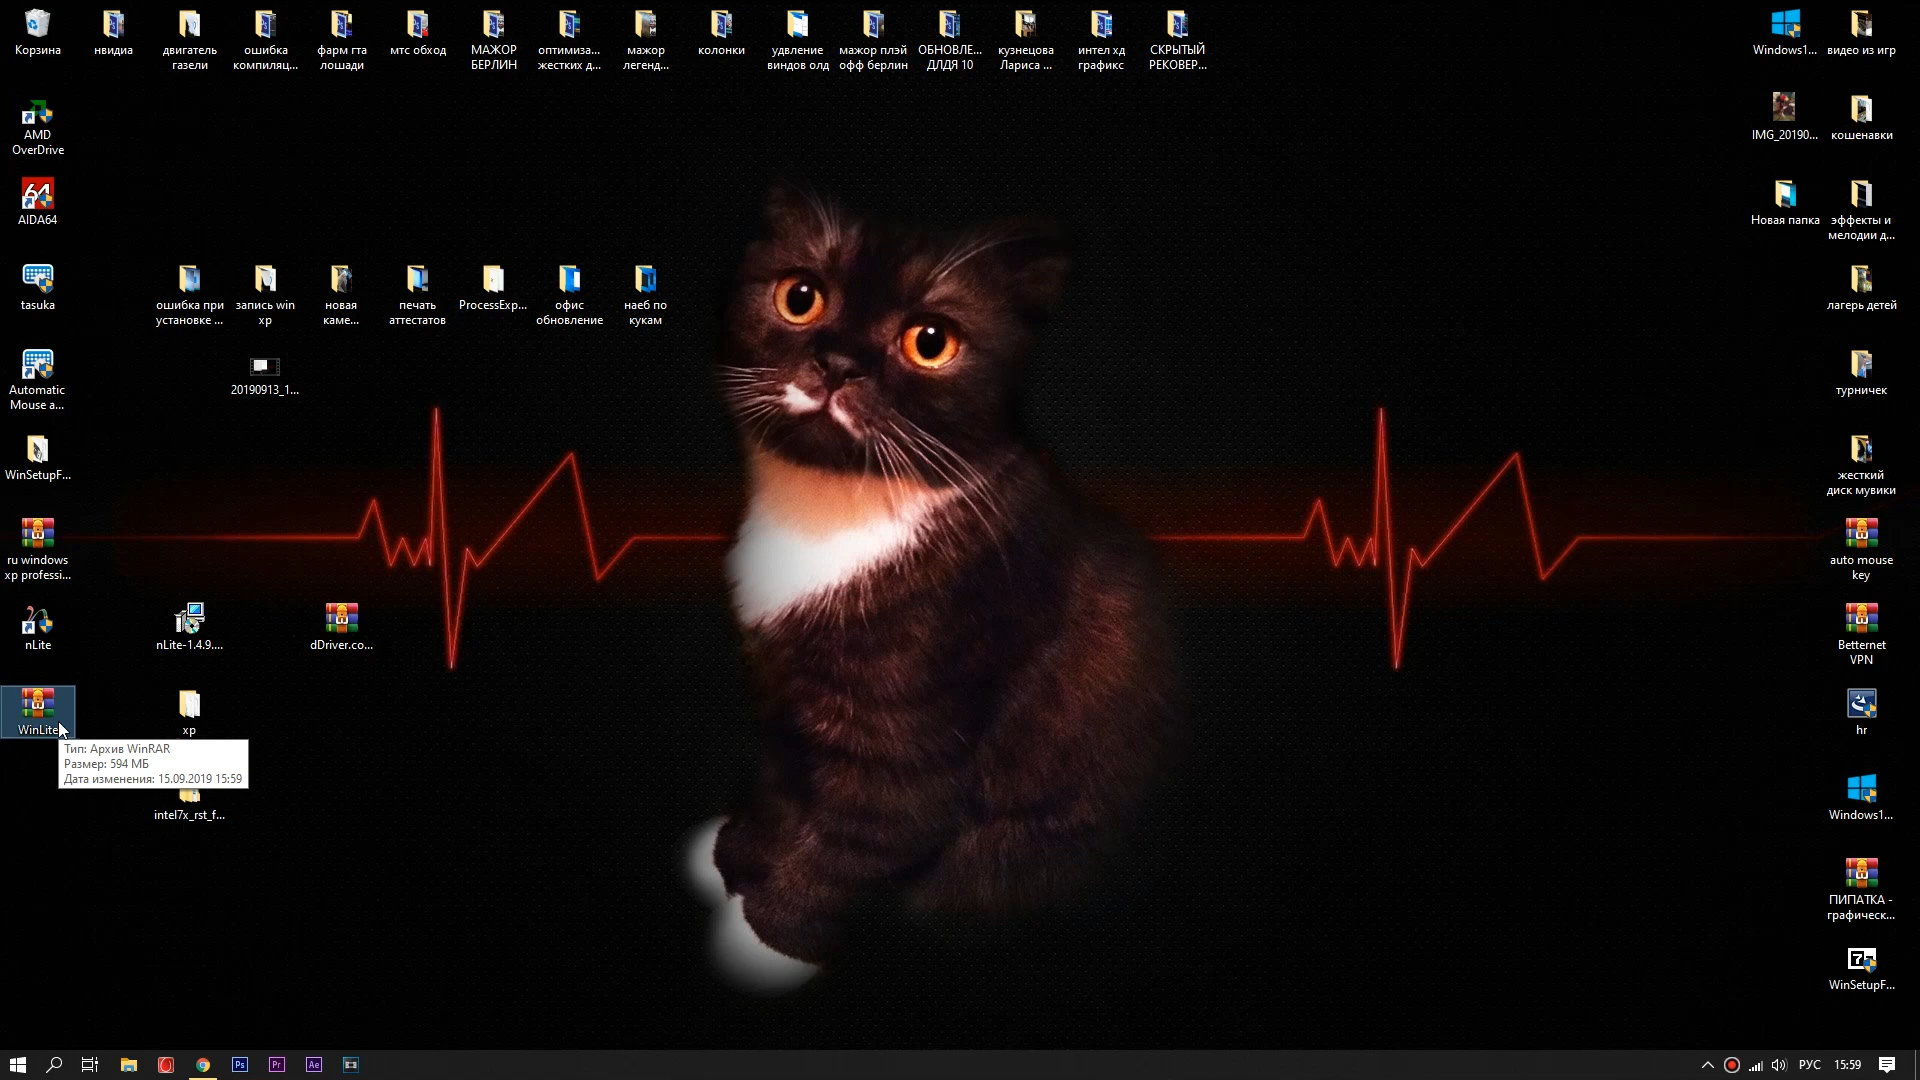 Корзина
нвидиа
двигатель
газели
ошибка
компиляц...
фарм гта
лошади
мтс обход
МАЖОР
БЕРЛИН
оптимиза...
жестких д...
мажор
легенд...
колонки
удвление
виндов олд
мажор плэй
офф берлин
ОБНОВЛЕ...
ДЛДЯ 10
кузнецова
Лариса ...
интел хд
графикс
СКРЫТЫЙ
РЕКОВЕР...
Windows1...
видео из игр
AMD
OverDrive
IMG_20190...
кошенавки
64
AIDA64
Новая папка
эффекты и
мелодии д...
tasuka
ошибка при
установке ...
запись win
xp
новая
каме...
печать
аттестатов
ProcessExp...
офис
обновление
наеб по
кукам
лагерь детей
Automatic
Mouse a...
20190913_1...
турничек
WinSetupF...
жесткий
диск мувики
ru windows
xp professi...
auto mouse
key
nLite
nLite-1.4.9....
dDriver.co...
Betternet
VPN
WinLite
xp
hr
Тип: Архив WinRAR
Размер: 594 МБ
Дата изменения: 15.09.2019 15:59
intel7x_rst_f...
Windows1...
ПИПАТКА -
графическ...
7
WinSetupF...
Ps
Pr
Ae
РУС
15:59